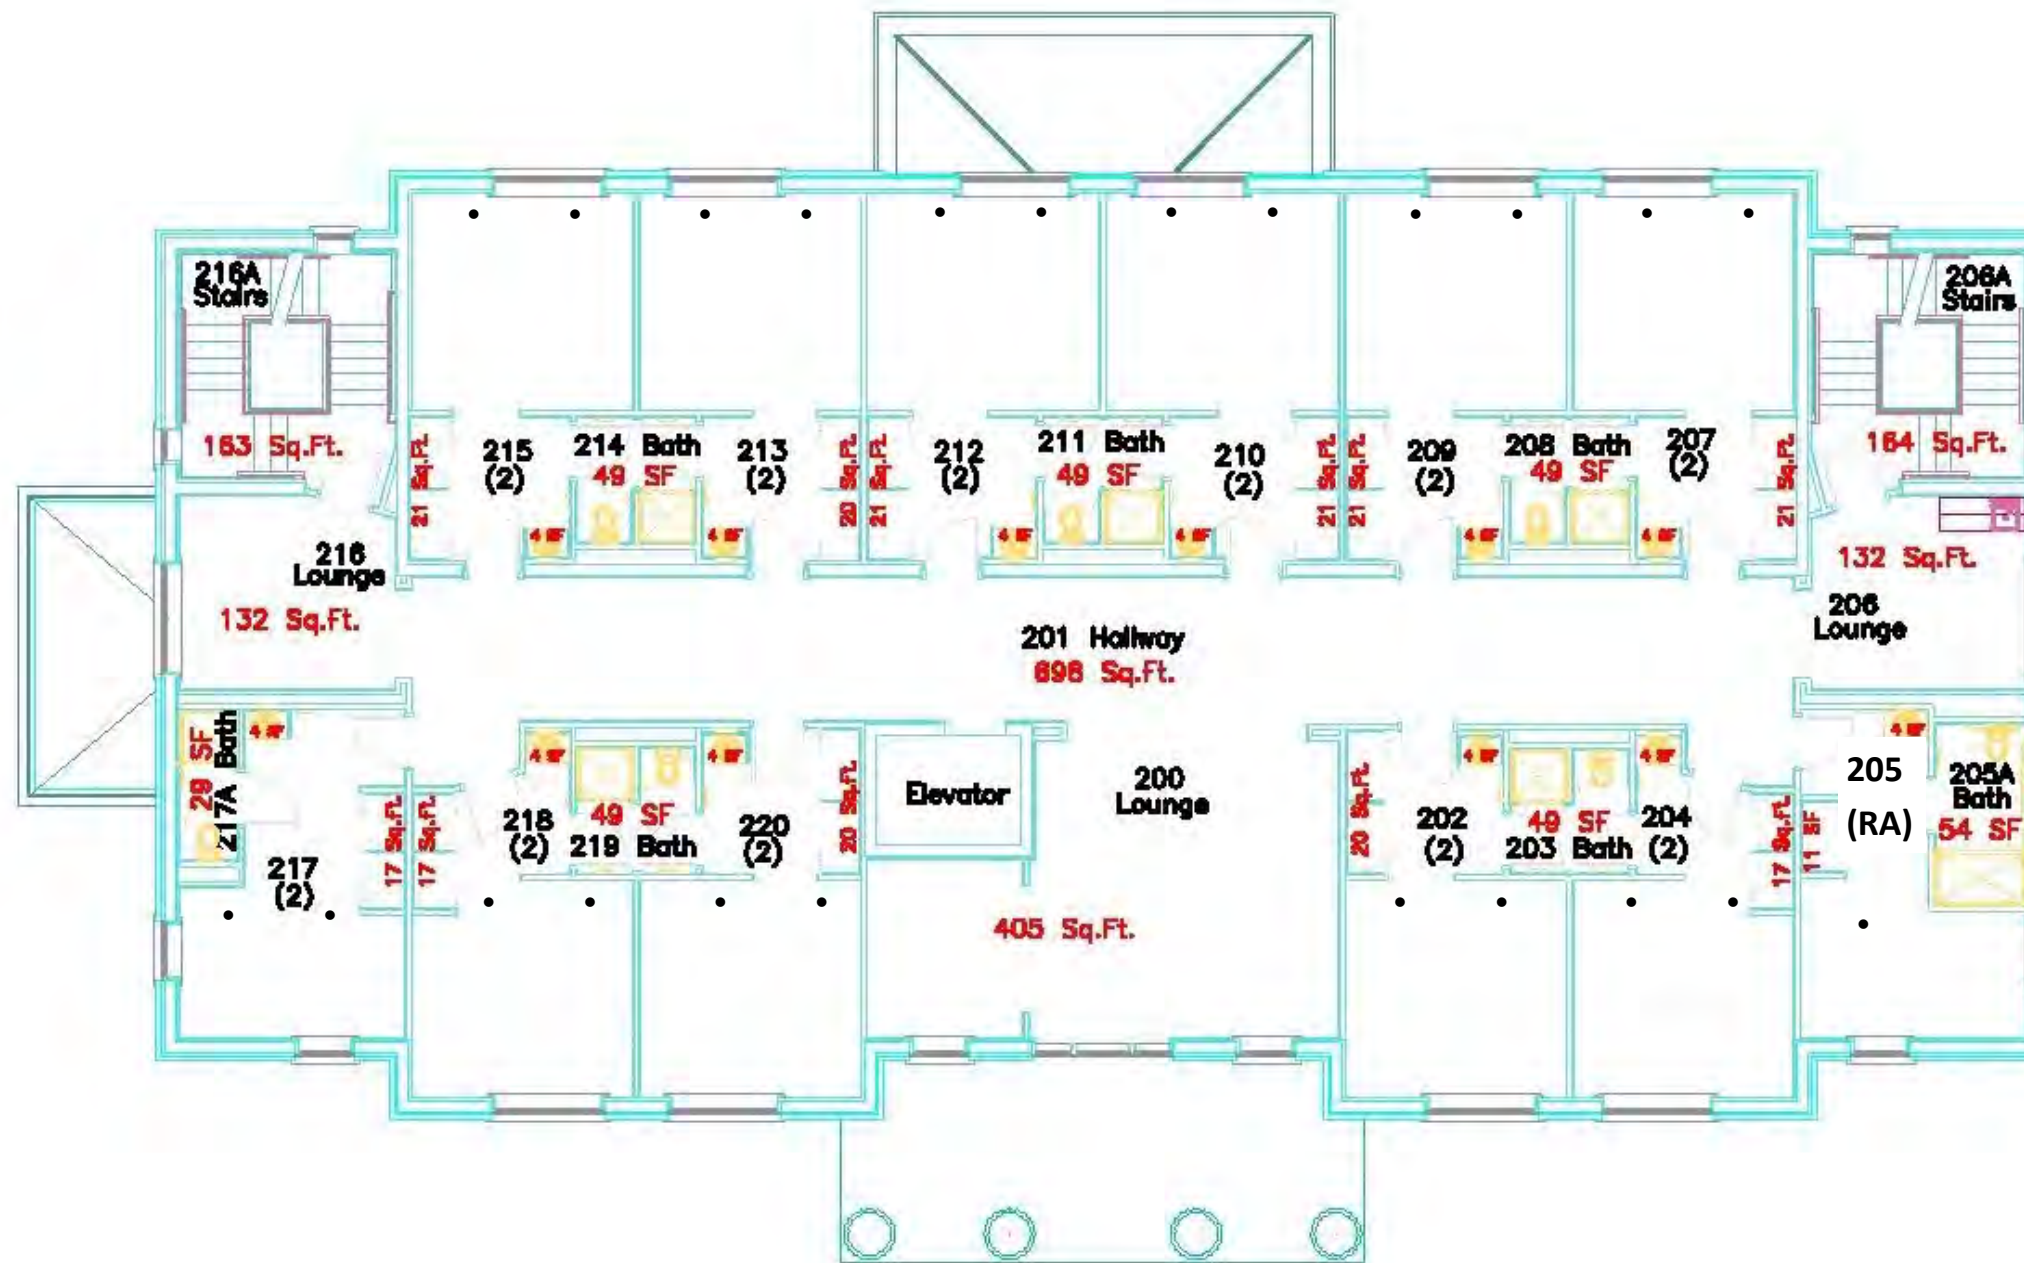 216A
Stairs
206A
Stairs
163 Sq.Ft.
164 Sq.Ft.
21 Sq.Ft.
215
(2)
214 Bath
49 SF
213
(2)
20 Sq.Ft.
21 Sq.Ft.
212
(2)
211 Bath
49 SF
210
(2)
21 Sq.Ft.
21 Sq.Ft.
209
(2)
208 Bath
49 SF
207
(2)
21 Sq.Ft.
4 SF
4 SF
4 SF
4 SF
4 SF
4 SF
216
Lounge
132 Sq.Ft.
132 Sq.Ft.
206
Lounge
201 Hallway
698 Sq.Ft.
29 SF
217A Bath
4 SF
4 SF
4 SF
4 SF
4 SF
4 SF
217
(2)
17 Sq.Ft.
17 Sq.Ft.
218
(2)
49 SF
219 Bath
220
(2)
20 Sq.Ft.
Elevator
200
Lounge
405 Sq.Ft.
20 Sq.Ft.
202
(2)
49 SF
203 Bath
204
(2)
17 Sq.Ft.
11 SF
205
(RA)
205A
Bath
54 SF